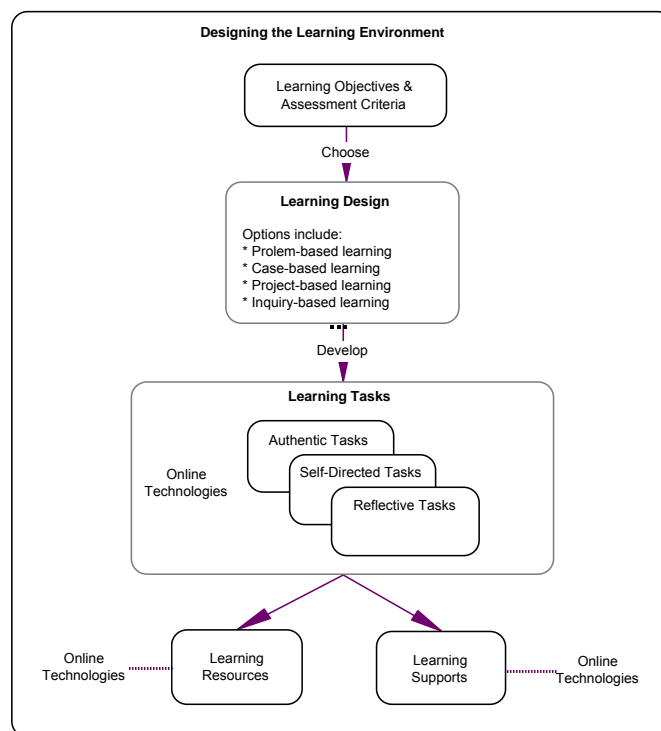 Designing the Learning Environment
Learning Objectives &
Assessment Criteria
Choose
Learning Design
Options include:
* Prolem-based learning
* Case-based learning
* Project-based learning
* Inquiry-based learning
...
Develop
Learning Tasks
Authentic Tasks
Self-Directed Tasks
Reflective Tasks
Online
Technologies
Learning
Resources
Learning
Supports
Online
Technologies
Online
Technologies